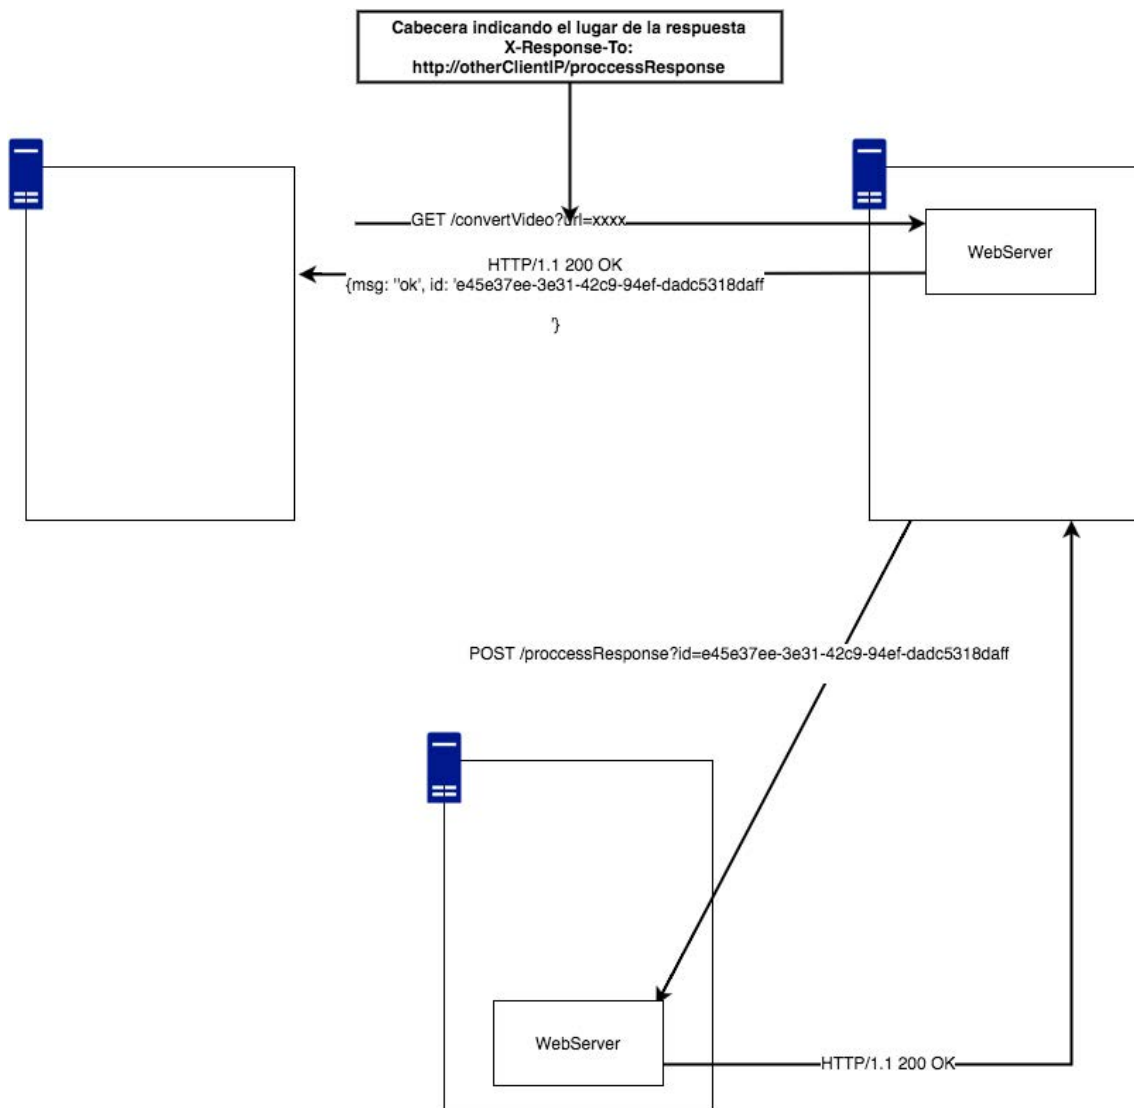 Cabecera indicando el lugar de la respuesta
X-Response-To:
http://otherClientIP/proccessResponse
GET /convertVideo?url=xxxx
WebServer
HTTP/1.1 200 OK
{msg: "ok', id: 'e45e37ee-3e31-42c9-94ef-dadc5318daff
'}
POST /proccessResponse?id=e45e37ee-3e31-42c9-94ef-dadc5318daff
WebServer
HTTP/1.1 200 OK